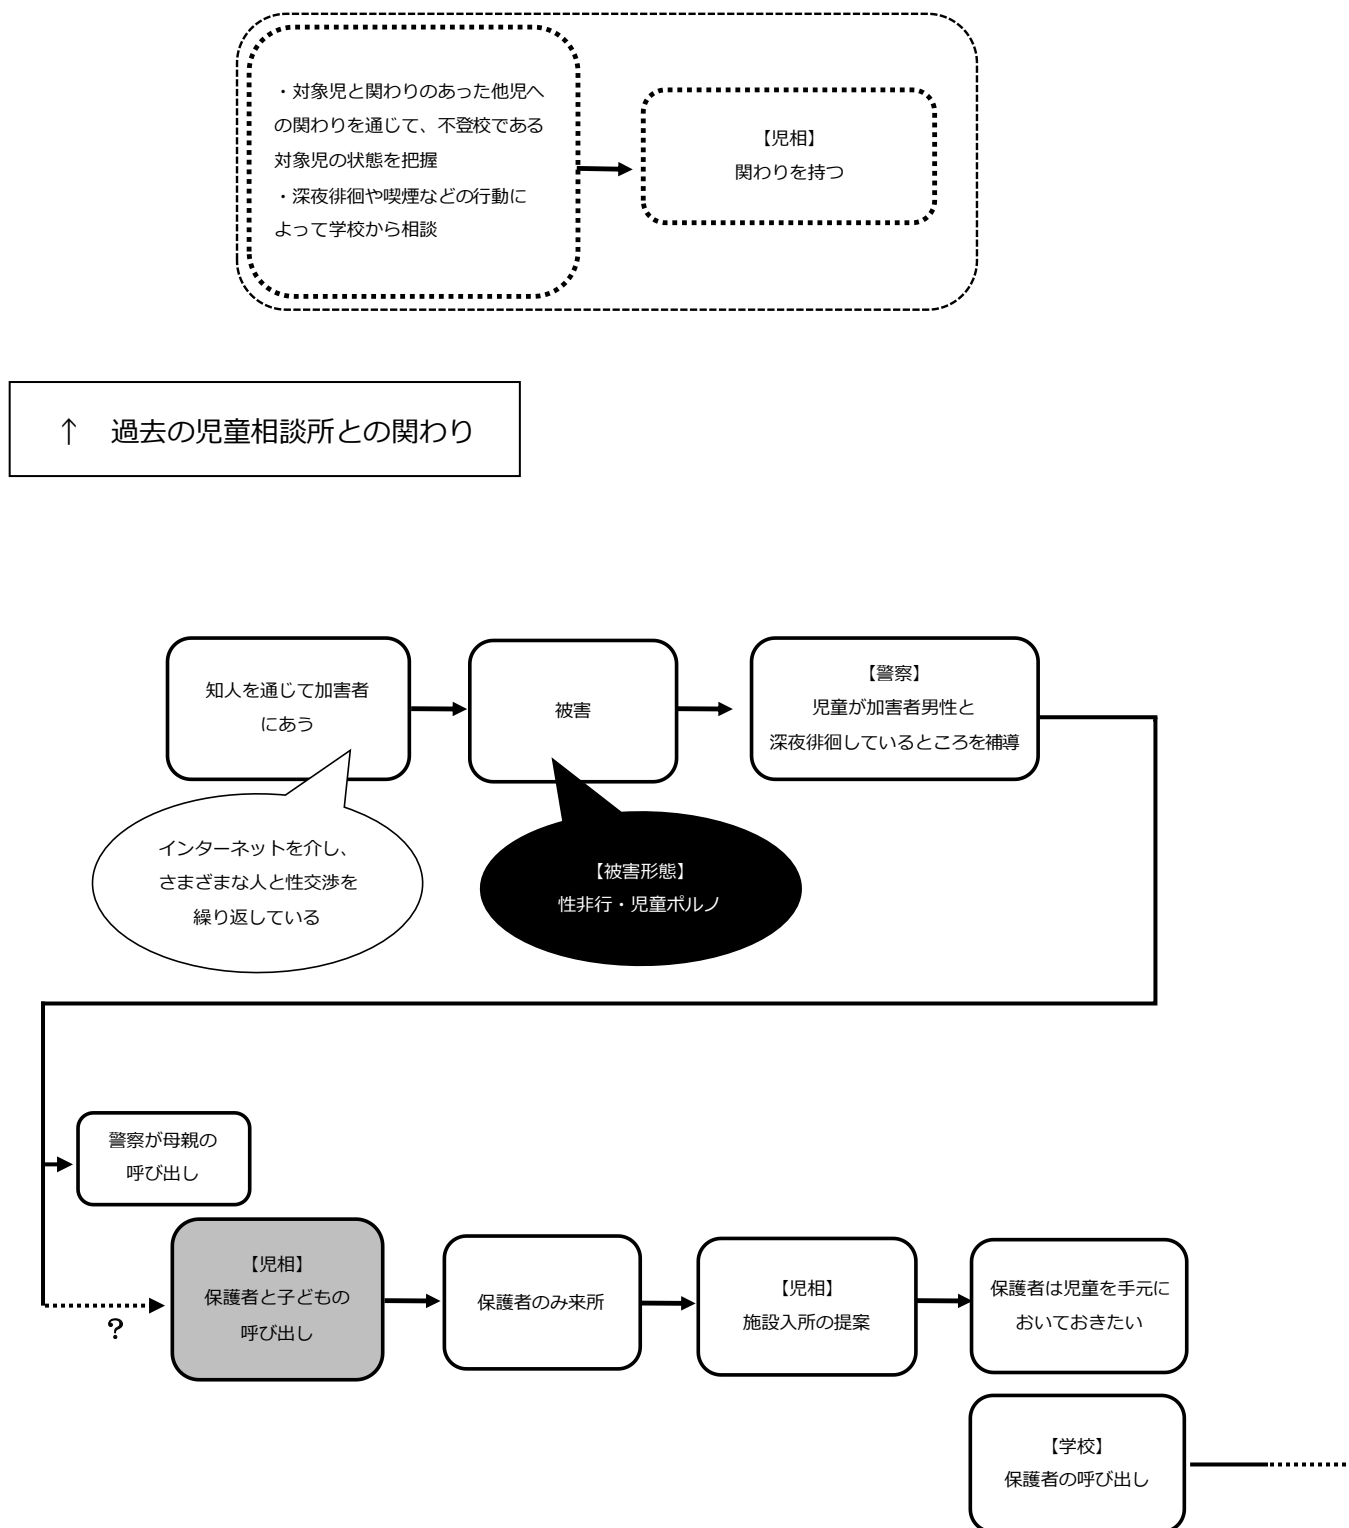 ・対象児と関わりのあった他児へ
の関わりを通じて、不登校である
対象児の状態を把握
・深夜徘徊や喫煙などの行動に
よって学校から相談
【児相】
関わりを持つ
↑　過去の児童相談所との関わり
知人を通じて加害者
にあう
被害
【警察】
児童が加害者男性と
深夜徘徊しているところを補導
インターネットを介し、
さまざまな人と性交渉を
繰り返している
【被害形態】
性非行・児童ポルノ
警察が母親の
呼び出し
?
【児相】
保護者と子どもの
呼び出し
保護者のみ来所
【児相】
施設入所の提案
保護者は児童を手元に
おいておきたい
【学校】
保護者の呼び出し